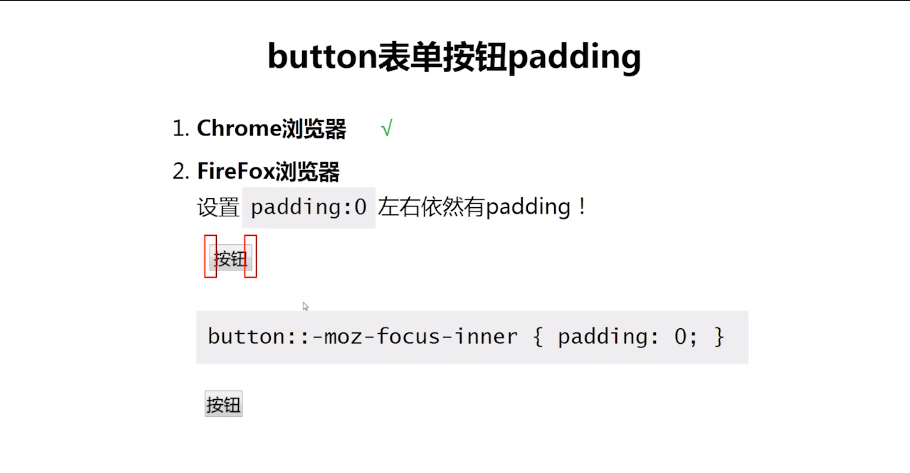 button表单按钮padding
1. Chrome浏览器 √
2. FireFox浏览器
设置 padding:0 左右依然有padding！
按钮
button::-moz-focus-inner { padding: 0; }
按钮